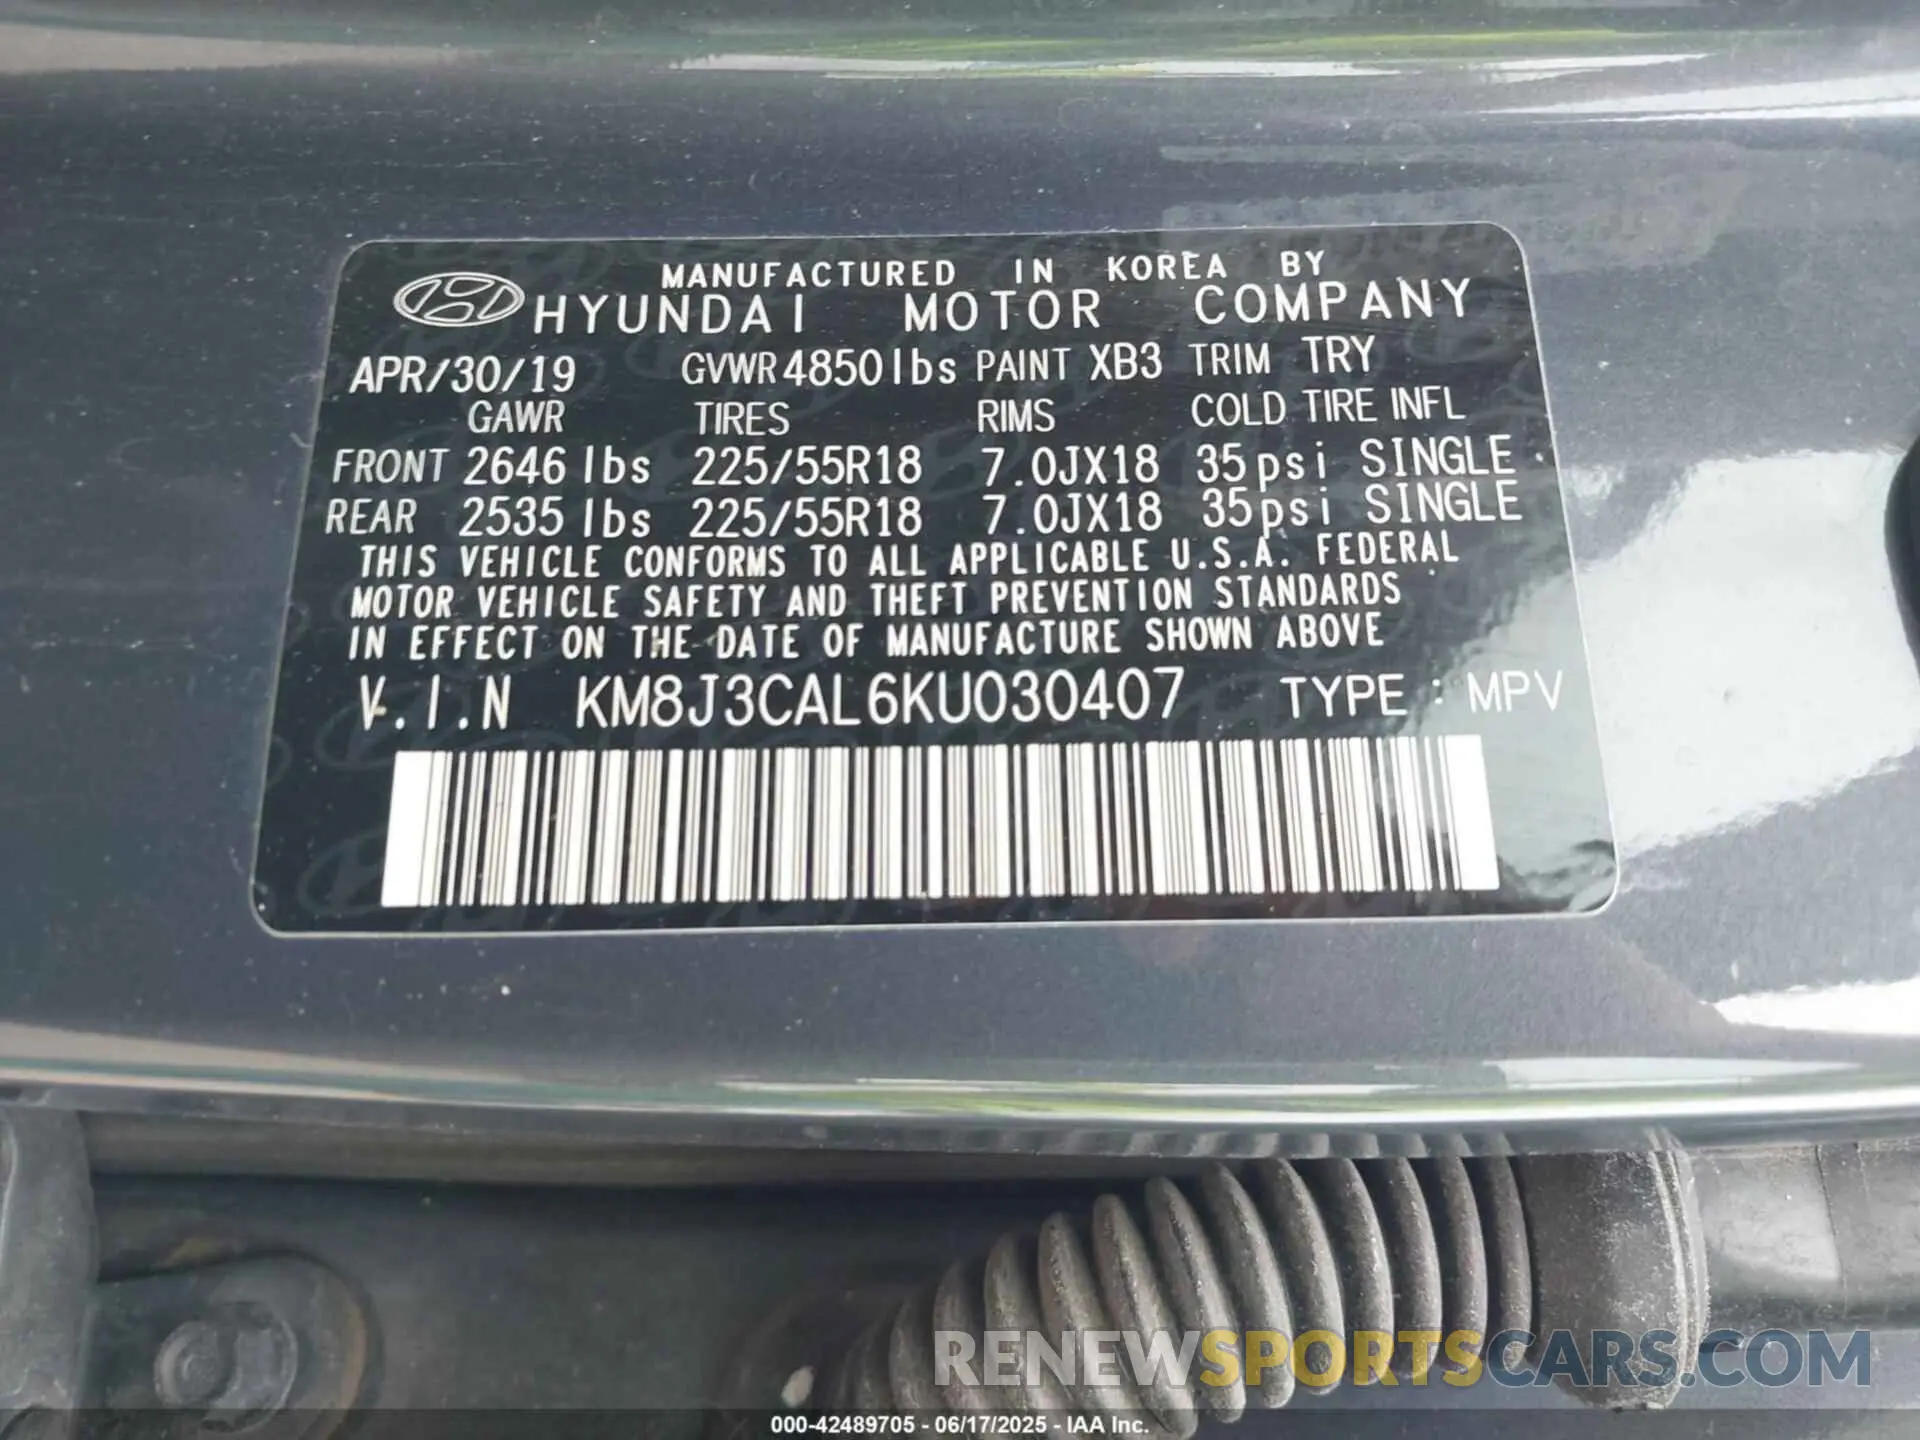 MANUFACTURED IN KOREA BY
HYUNDAI MOTOR COMPANY
APR/30/19 GVWR 4850lbs PAINT XB3 TRIM TRY
GAWR TIRES RIMS COLD TIRE INFL
FRONT 2646 lbs 225/55R18 7.0JX18 35psi SINGLE
REAR 2535 lbs 225/55R18 7.0JX18 35psi SINGLE
THIS VEHICLE CONFORMS TO ALL APPLICABLE U.S.A. FEDERAL
MOTOR VEHICLE SAFETY AND THEFT PREVENTION STANDARDS
IN EFFECT ON THE DATE OF MANUFACTURE SHOWN ABOVE
V.I.N KM8J3CAL6KU030407 TYPE : MPV
RENEWSPORTSCARS.COM
000-42489705 - 06/17/2025 - IAA Inc.